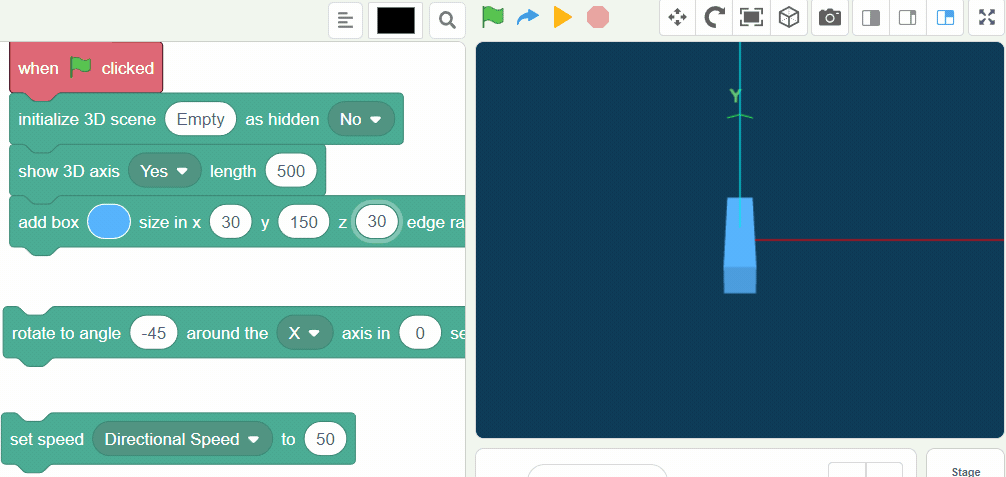 when clicked
initialize 3D scene Empty as hidden No
show 3D axis Yes length 500
add box size in x 30 y 150 z 30 edge ra
rotate to angle -45 around the X axis in 0 se
set speed Directional Speed to 50
Y
Stage